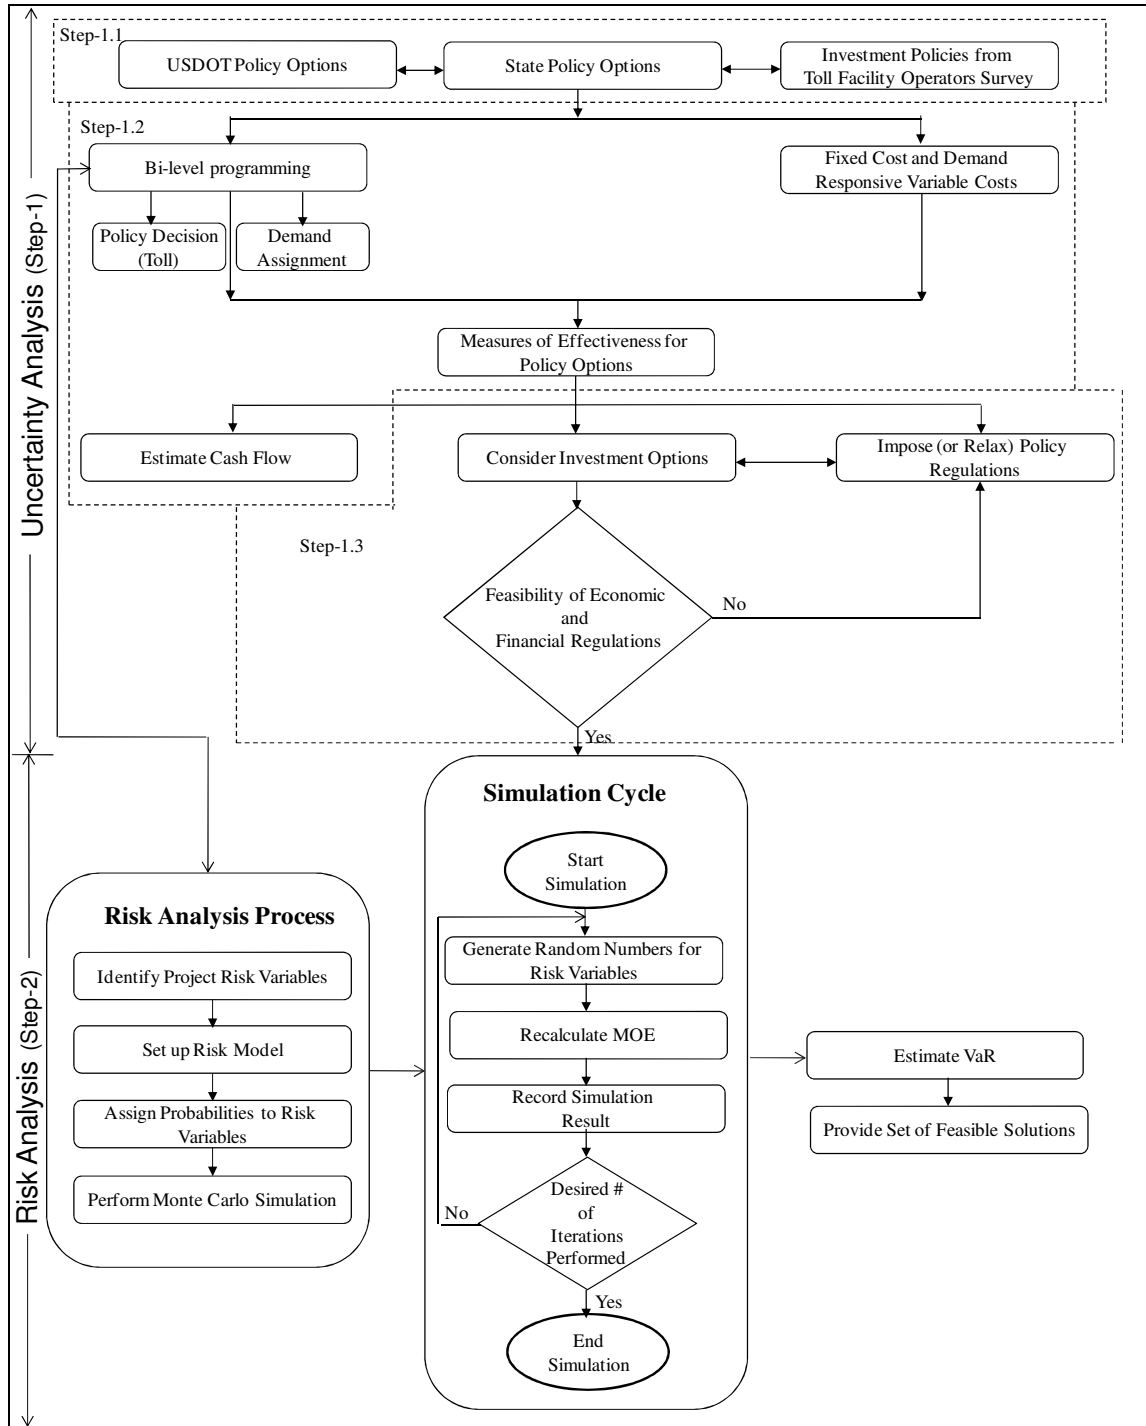 Step-1.1
USDOT Policy Options
State Policy Options
Investment Policies from
Toll Facility Operators Survey
Step-1.2
Bi-level programming
Fixed Cost and Demand
Responsive Variable Costs
Policy Decision
(Toll)
Demand
Assignment
Measures of Effectiveness for
Policy Options
Estimate Cash Flow
Consider Investment Options
Impose (or Relax) Policy
Regulations
Step-1.3
Feasibility of Economic
and
Financial Regulations
No
Yes
Uncertainty Analysis (Step-1)
Risk Analysis (Step-2)
Risk Analysis Process
Identify Project Risk Variables
Set up Risk Model
Assign Probabilities to Risk
Variables
Perform Monte Carlo Simulation
Simulation Cycle
Start
Simulation
Generate Random Numbers for
Risk Variables
Recalculate MOE
Record Simulation
Result
Desired #
of
Iterations
Performed
No
Yes
End
Simulation
Estimate VaR
Provide Set of Feasible Solutions